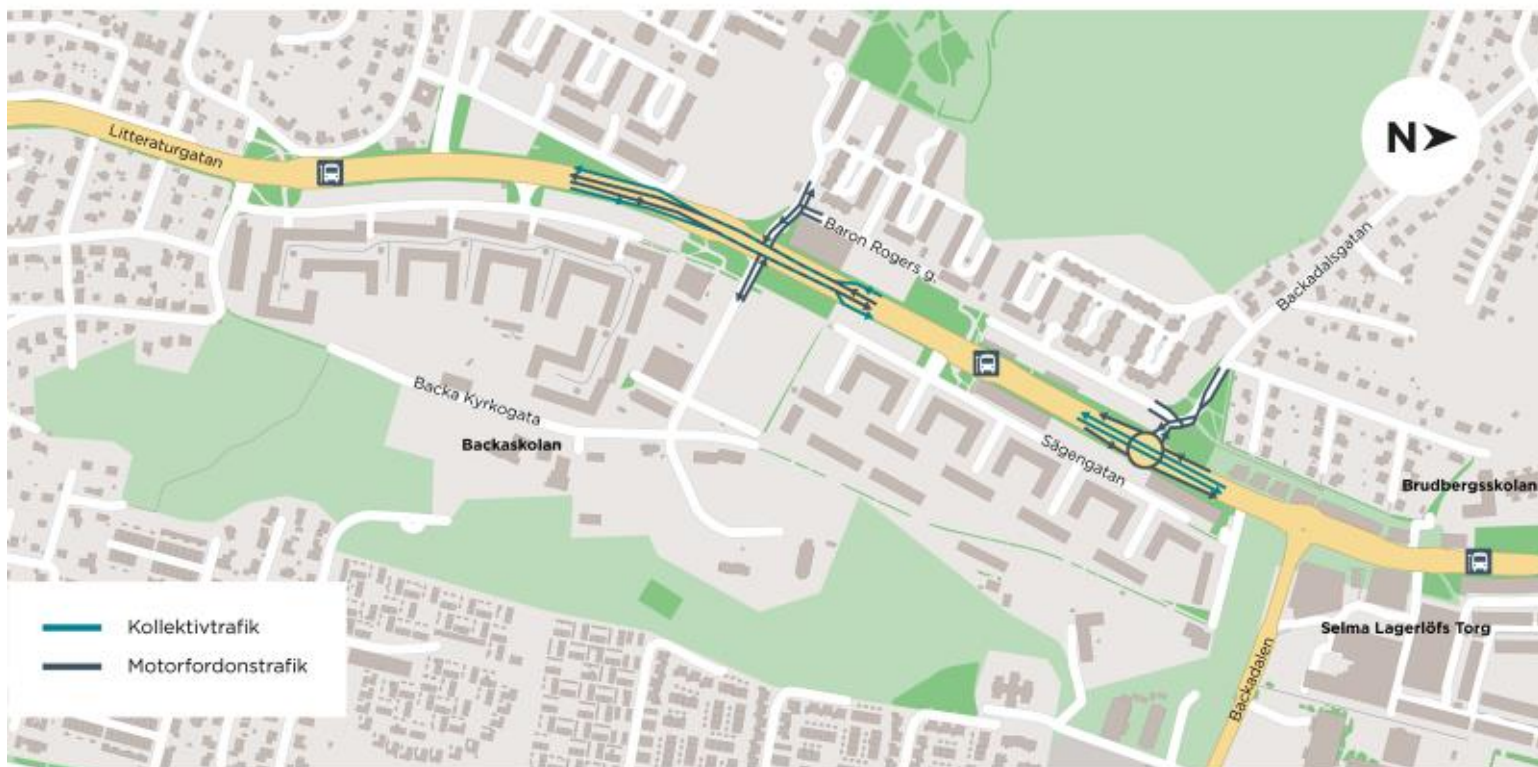 N
Litteraturgatan
Baron Rogers g.
Backadalsgatan
Backa Kyrkogata
Backaskolan
Sägengatan
Brudbergsskolan
Selma Lagerlöfs Torg
Backadalen
Kollektivtrafik
Motorfordonstrafik